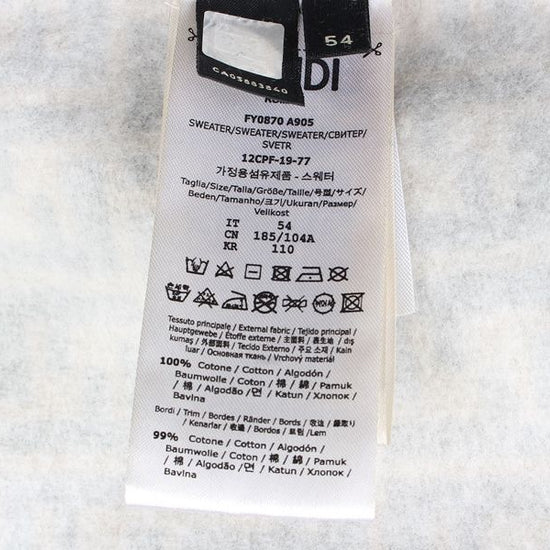 54
CA05883840
FY0870 A905
SWEATER/SWEATER/SWEATER/СВИТЕР/
SVETR
12CPF-19-77
가정용섬유제품 - 스웨터
Taglia/Size/Talla/Größe/Taille/号型/サイズ/
Beden/Tamanho/크기/Ukuran/Размер/
Velikost
IT 54
CN 185/104A
KR 110
Tessuto principale / External fabric / Tejido principal /
Hauptgewebe / Étoffe externe / 主面料 / 表生地 / dış
kumaş / 外部面料 / Tecido Externo / 주요 소재 / Kain
luar / Основная ткань / Vrchový materiál
100% Cotone / Cotton / Algodón /
Baumwolle / Coton / 棉 / 綿 / Pamuk
/ 棉 / Algodão /면 / Katun / Хлопок /
Bavlna
Bordi / Trim / Bordes / Ränder / Bords / 改边 / 縁取り
/ Kenarlar / 收边 / Bordos / 트림 /Lem
99% Cotone / Cotton / Algodón /
Baumwolle / Coton / 棉 / 綿 / Pamuk
/ 棉 / Algodão /면 / Katun / Хлопок /
Bavlna